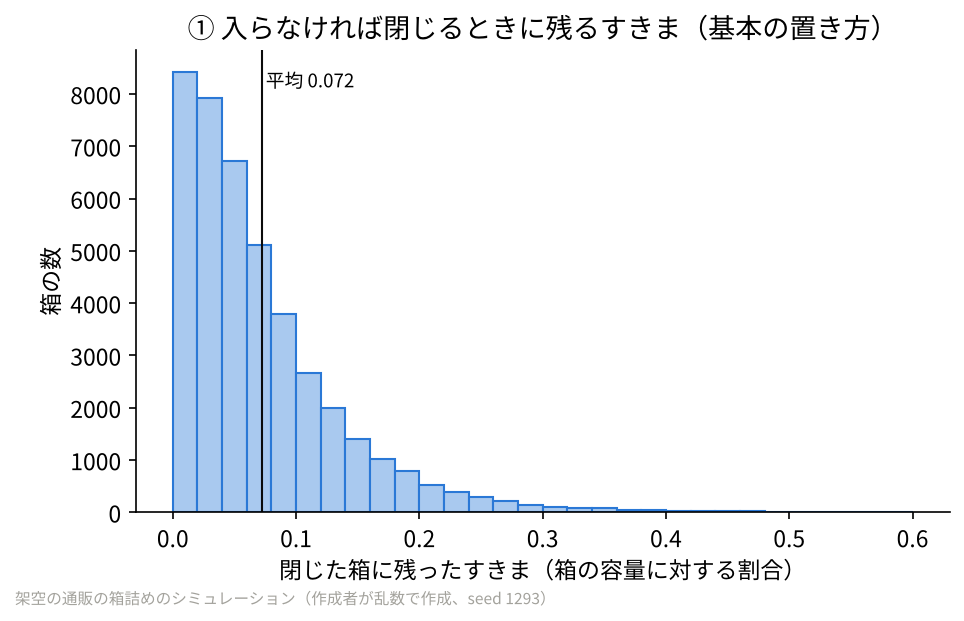 ① 入らなければ閉じるときに残るすきま（基本の置き方）
平均 0.072
箱の数
8000
7000
6000
5000
4000
3000
2000
1000
0
0.0 0.1 0.2 0.3 0.4 0.5 0.6
閉じた箱に残ったすきま（箱の容量に対する割合）
架空の通販の箱詰めのシミュレーション（作成者が乱数で作成、seed 1293）